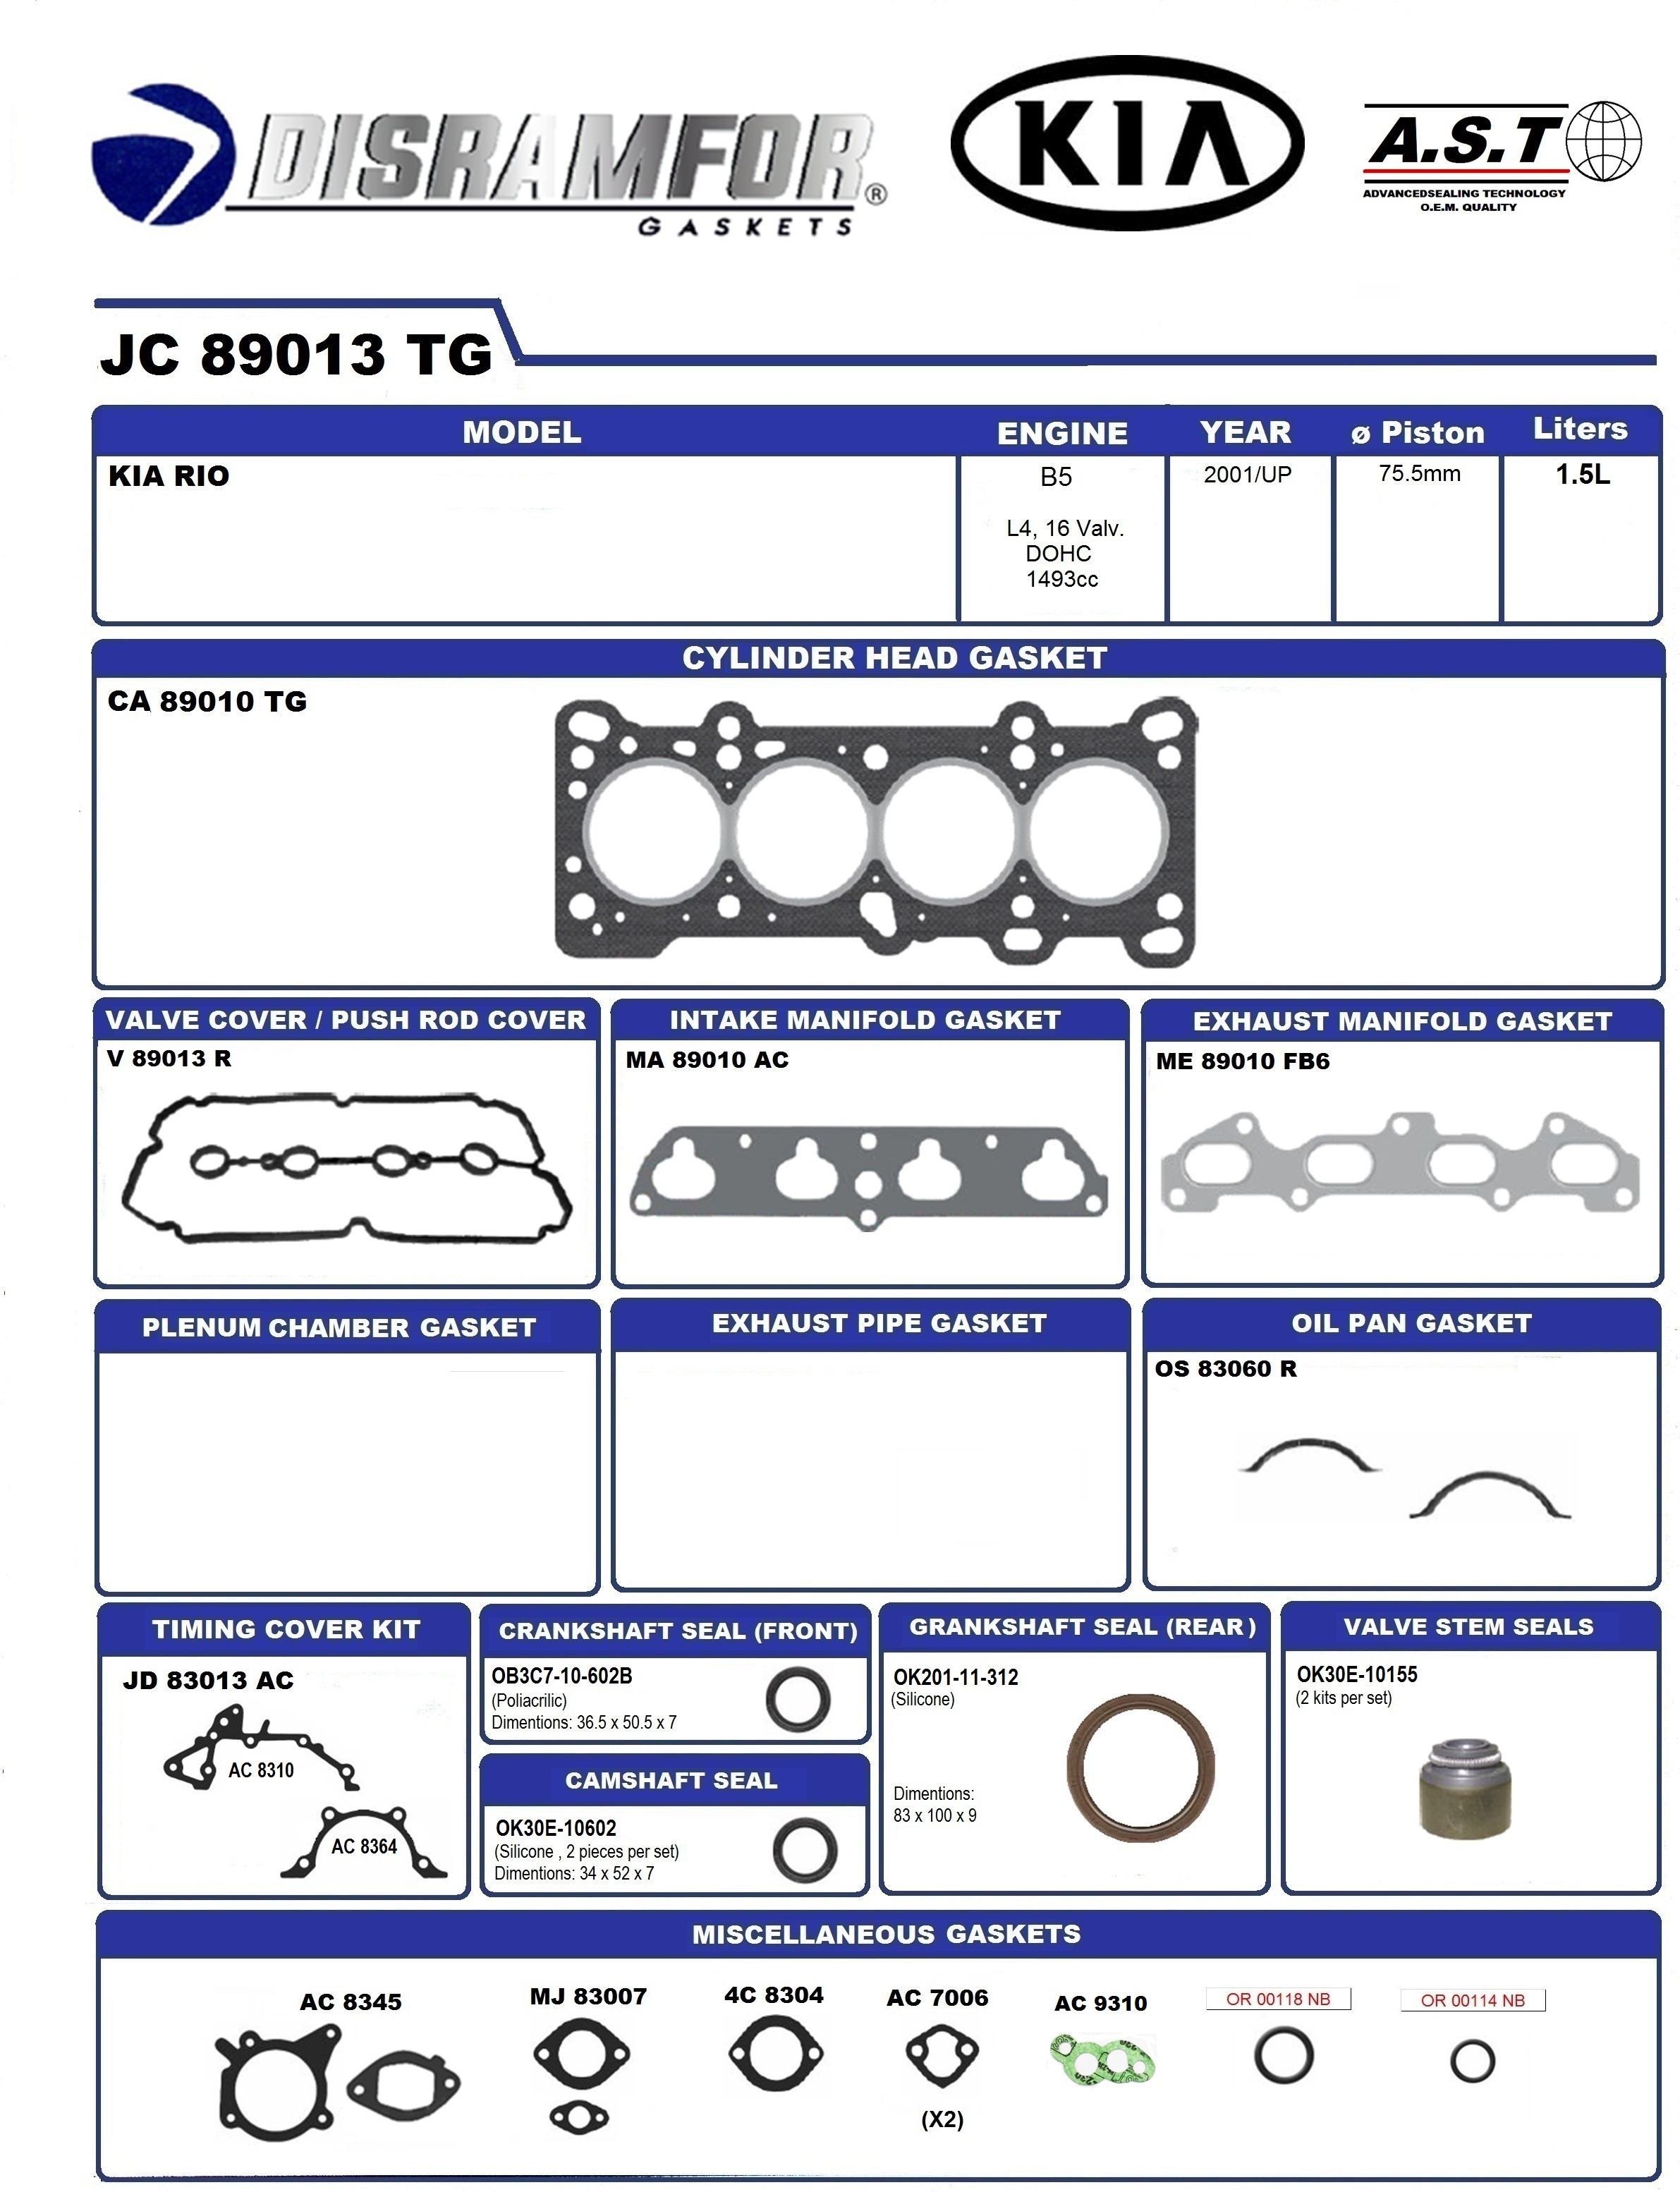 DISRAMFOR®
GASKETS
KIA
A.S.T
ADVANCEDSEALING TECHNOLOGY
O.E.M. QUALITY
JC 89013 TG
MODEL ENGINE YEAR ø Piston Liters
KIA RIO B5 2001/UP 75.5mm 1.5L
L4, 16 Valv.
DOHC
1493cc
CYLINDER HEAD GASKET
CA 89010 TG
VALVE COVER / PUSH ROD COVER
V 89013 R
INTAKE MANIFOLD GASKET
MA 89010 AC
EXHAUST MANIFOLD GASKET
ME 89010 FB6
PLENUM CHAMBER GASKET
EXHAUST PIPE GASKET
OIL PAN GASKET
OS 83060 R
TIMING COVER KIT
JD 83013 AC
AC 8310
AC 8364
CRANKSHAFT SEAL (FRONT)
OB3C7-10-602B
(Poliacrilic)
Dimentions: 36.5 x 50.5 x 7
CAMSHAFT SEAL
OK30E-10602
(Silicone , 2 pieces per set)
Dimentions: 34 x 52 x 7
GRANKSHAFT SEAL (REAR)
OK201-11-312
(Silicone)
Dimentions:
83 x 100 x 9
VALVE STEM SEALS
OK30E-10155
(2 kits per set)
MISCELLANEOUS GASKETS
AC 8345
MJ 83007
4C 8304
AC 7006
(X2)
AC 9310
OR 00118 NB
OR 00114 NB